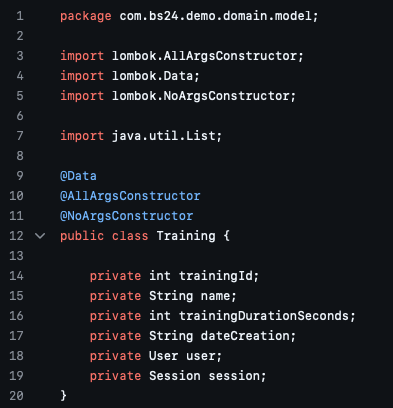 1 package com.bs24.demo.domain.model;
2
3 import lombok.AllArgsConstructor;
4 import lombok.Data;
5 import lombok.NoArgsConstructor;
6
7 import java.util.List;
8
9 @Data
10 @AllArgsConstructor
11 @NoArgsConstructor
12 public class Training {
13
14     private int trainingId;
15     private String name;
16     private int trainingDurationSeconds;
17     private String dateCreation;
18     private User user;
19     private Session session;
20 }